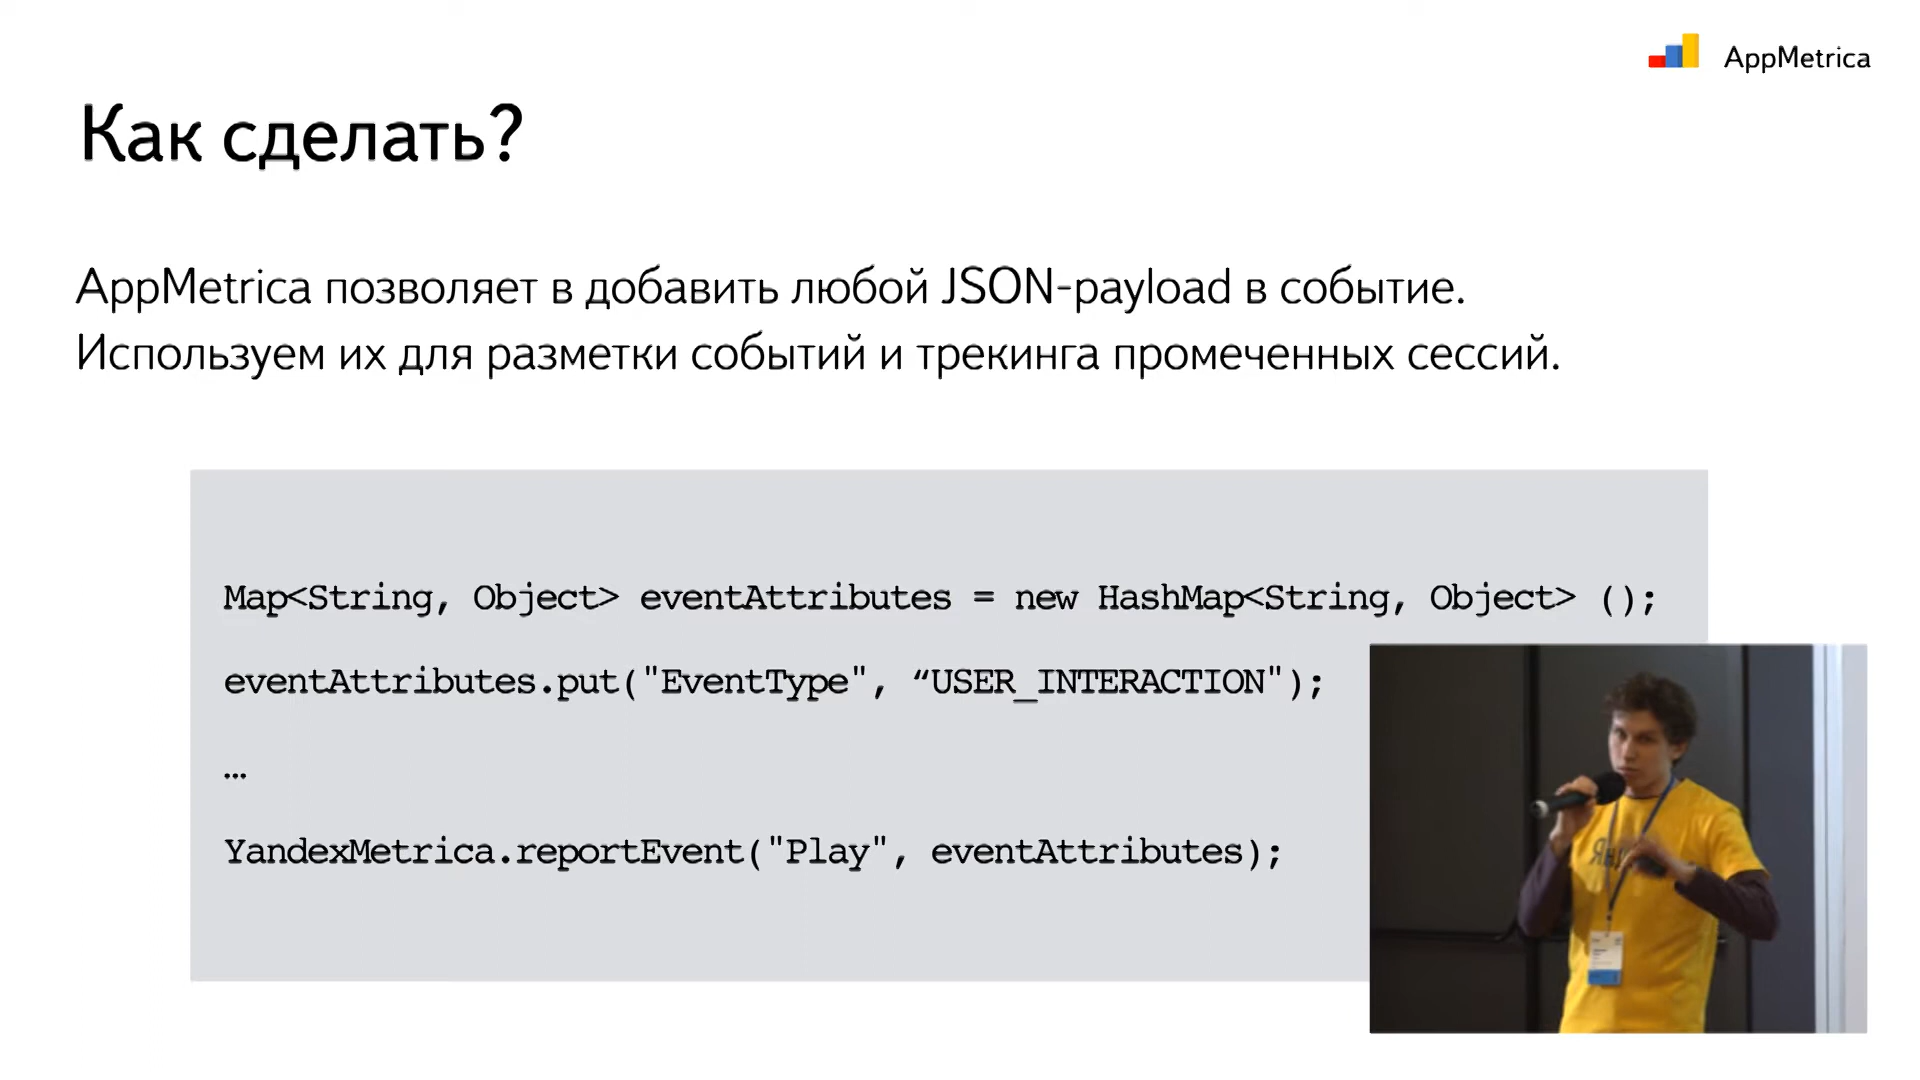 AppMetrica
Как сделать?
AppMetrica позволяет в добавить любой JSON-payload в событие.
Используем их для разметки событий и трекинга промеченных сессий.
Map<String, Object> eventAttributes = new HashMap<String, Object> ();
eventAttributes.put("EventType", “USER_INTERACTION");
…
YandexMetrica.reportEvent("Play", eventAttributes);